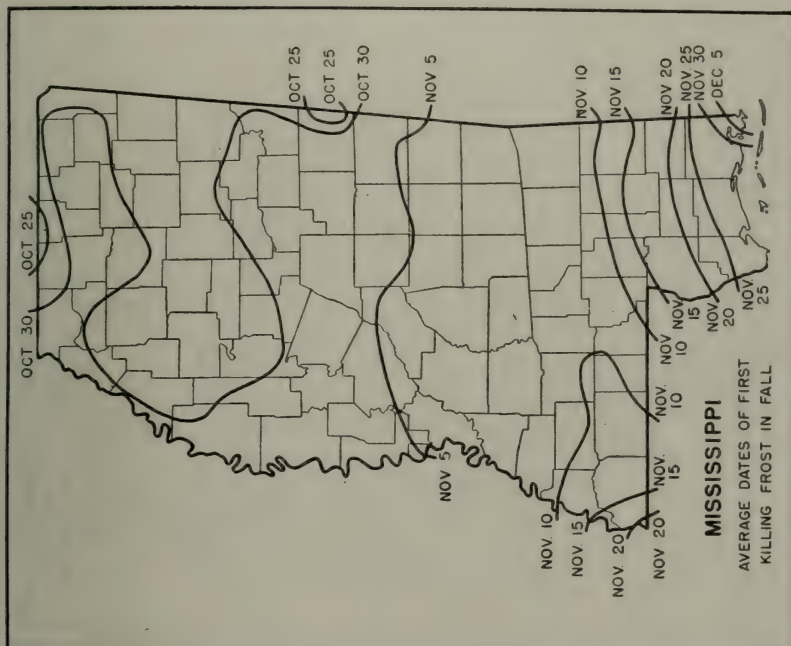 OCT 30
OCT 25
OCT 25
OCT 25
OCT 30
NOV 5
NOV 10
NOV 15
NOV 20
NOV 25
NOV 30
DEC 5
NOV 5
NOV. 10
NOV. 15
NOV. 20
NOV 20
NOV.
15
NOV.
10
NOV
10
NOV
15
NOV
20
NOV.
25
MISSISSIPPI
AVERAGE DATES OF FIRST
KILLING FROST IN FALL